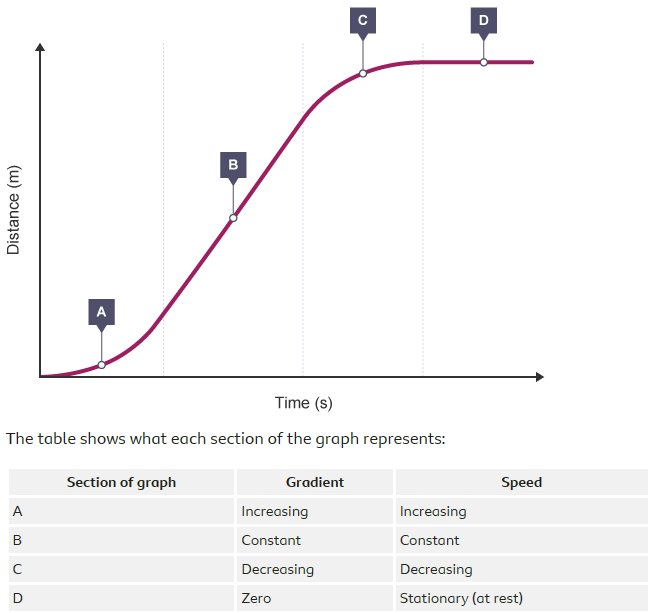 C
D
B
A
Distance (m)
Time (s)
The table shows what each section of the graph represents:
Section of graph Gradient Speed
A Increasing Increasing
B Constant Constant
C Decreasing Decreasing
D Zero Stationary (at rest)